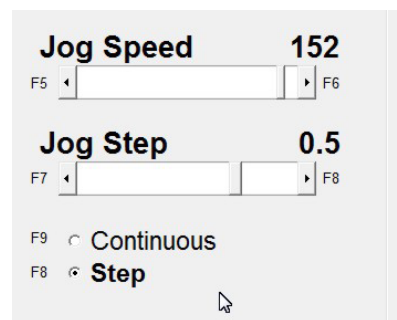 Jog Speed 152
F5 F6
Jog Step 0.5
F7 F8
F9 Continuous
F8 Step